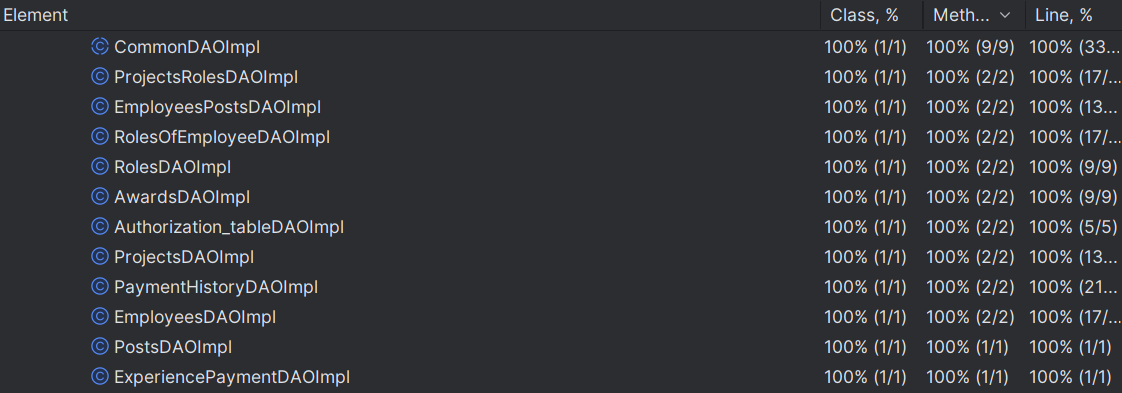 Element Class, % Meth... Line, %
CommonDAOImpl 100% (1/1) 100% (9/9) 100% (33...
ProjectsRolesDAOImpl 100% (1/1) 100% (2/2) 100% (17/...
EmployeesPostsDAOImpl 100% (1/1) 100% (2/2) 100% (13...
RolesOfEmployeeDAOImpl 100% (1/1) 100% (2/2) 100% (17/...
RolesDAOImpl 100% (1/1) 100% (2/2) 100% (9/9)
AwardsDAOImpl 100% (1/1) 100% (2/2) 100% (9/9)
Authorization_tableDAOImpl 100% (1/1) 100% (2/2) 100% (5/5)
ProjectsDAOImpl 100% (1/1) 100% (2/2) 100% (13...
PaymentHistoryDAOImpl 100% (1/1) 100% (2/2) 100% (21...
EmployeesDAOImpl 100% (1/1) 100% (2/2) 100% (17/...
PostsDAOImpl 100% (1/1) 100% (1/1) 100% (1/1)
ExperiencePaymentDAOImpl 100% (1/1) 100% (1/1) 100% (1/1)